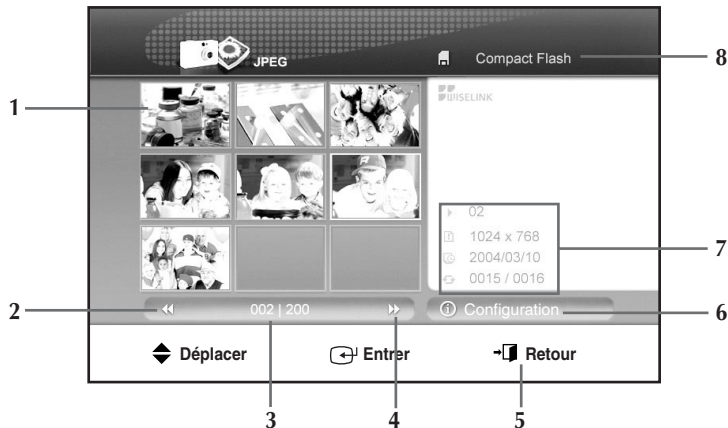 JPEG
Compact Flash
8
1
WISELINK
02
1024 x 768
2004/03/10
0015 / 0016
7
2
002 | 200
Configuration
6
Déplacer
Entrer
Retour
3
4
5